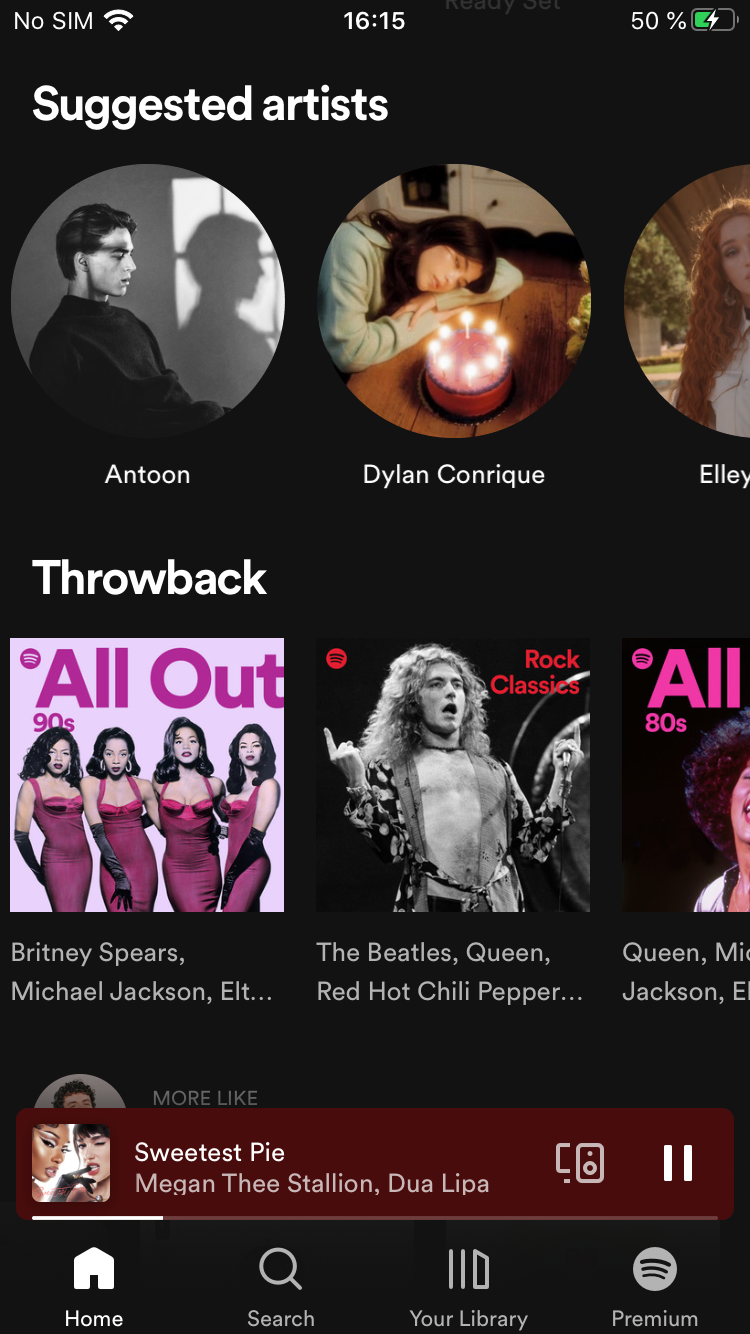 Ready Set
No SIM 16:15 50 %
Suggested artists
Antoon
Dylan Conrique
Elley
Throwback
All Out
90s
Rock
Classics
All
80s
Britney Spears,
Michael Jackson, Elt...
The Beatles, Queen,
Red Hot Chili Pepper...
Queen, Mic
Jackson, El
MORE LIKE
Sweetest Pie
Megan Thee Stallion, Dua Lipa
Home
Search
Your Library
Premium